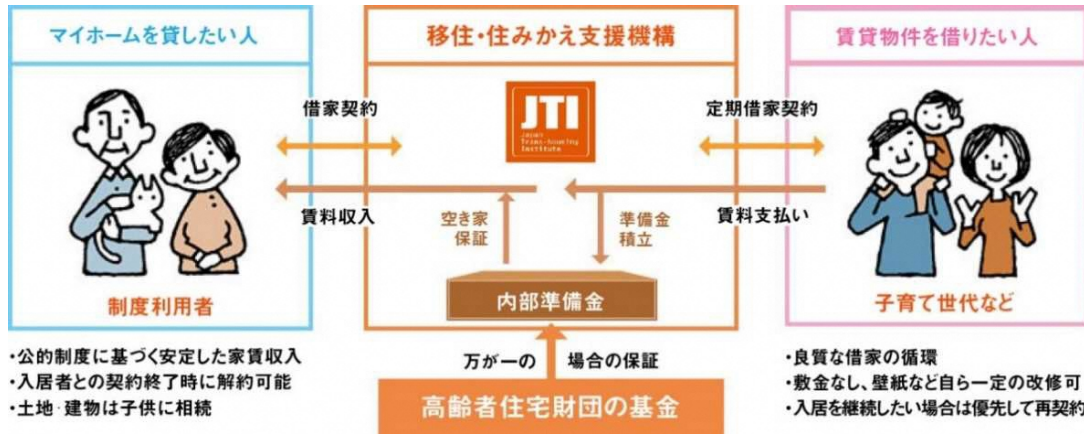 マイホームを貸したい人
移住・住みかえ支援機構
賃貸物件を借りたい人
借家契約
JTI
Japan
Trans-housing
Institute
定期借家契約
賃料収入
空き家
保証
準備金
積立
賃料支払い
内部準備金
制度利用者
子育て世代など
・公的制度に基づく安定した家賃収入
・入居者との契約終了時に解約可能
・土地・建物は子供に相続
万が一の 場合の保証
高齢者住宅財団の基金
・良質な借家の循環
・敷金なし、壁紙など自ら一定の改修可
・入居を継続したい場合は優先して再契約